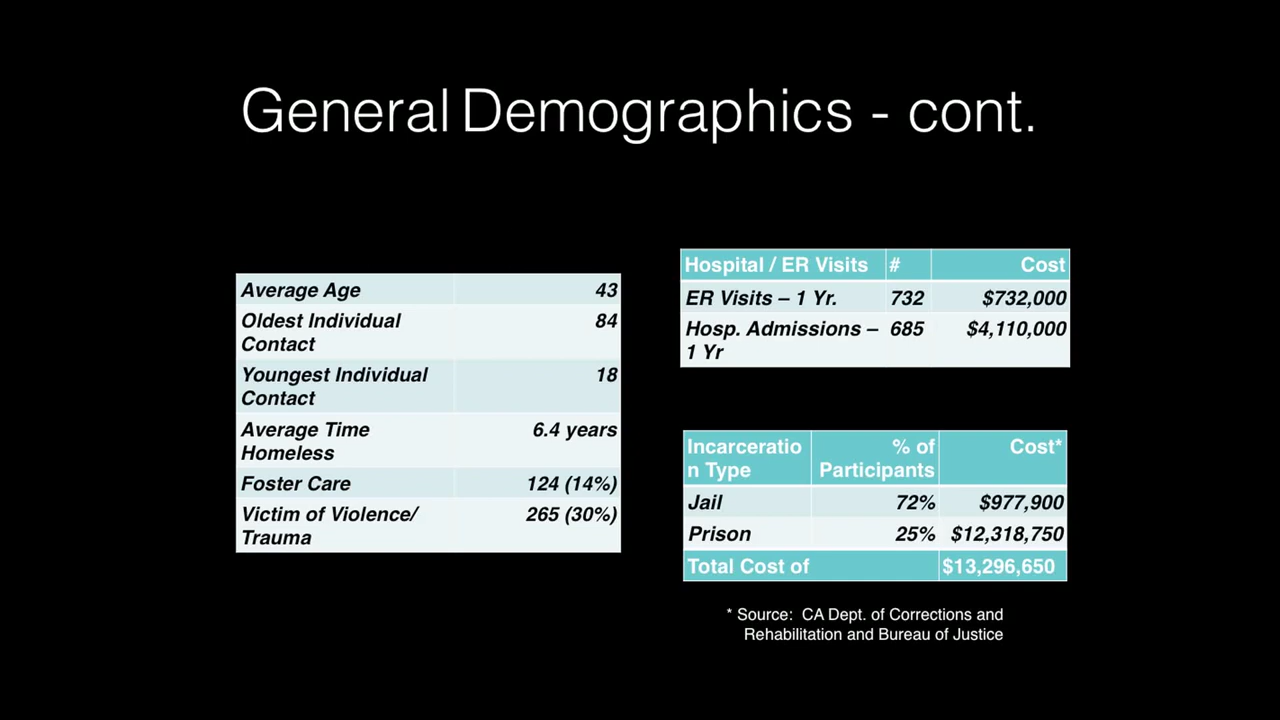 General Demographics - cont.
Average Age 43
Oldest Individual 84
Contact
Youngest Individual 18
Contact
Average Time 6.4 years
Homeless
Foster Care 124 (14%)
Victim of Violence/ 265 (30%)
Trauma
Hospital / ER Visits # Cost
ER Visits – 1 Yr. 732 $732,000
Hosp. Admissions – 685 $4,110,000
1 Yr
Incarceratio % of Cost*
n Type Participants
Jail 72% $977,900
Prison 25% $12,318,750
Total Cost of $13,296,650
* Source: CA Dept. of Corrections and
Rehabilitation and Bureau of Justice